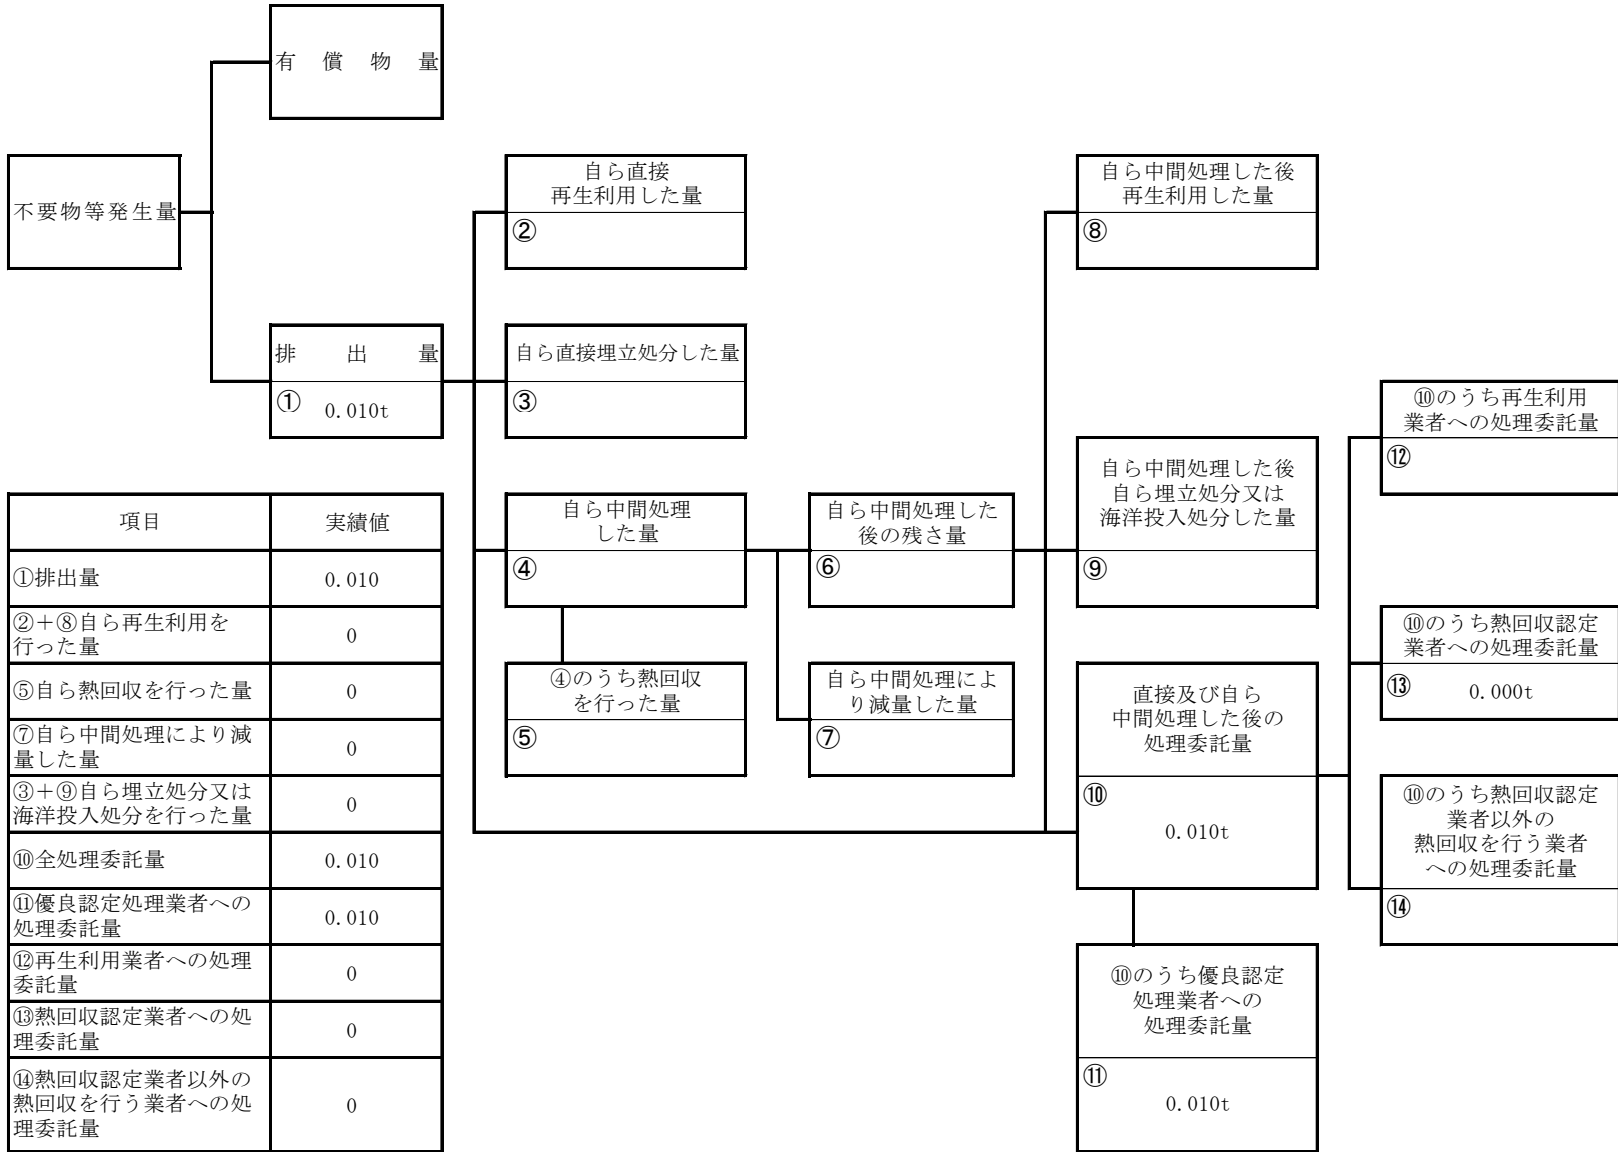 有償物量
不要物等発生量
排出量
①
0.010t
自ら直接
再生利用した量
②
自ら直接埋立処分した量
③
自ら中間処理
した量
④
④のうち熱回収
を行った量
⑤
自ら中間処理した
後の残さ量
⑥
自ら中間処理によ
り減量した量
⑦
自ら中間処理した後
再生利用した量
⑧
自ら中間処理した後
自ら埋立処分又は
海洋投入処分した量
⑨
直接及び自ら
中間処理した後の
処理委託量
⑩
0.010t
⑩のうち優良認定
処理業者への
処理委託量
⑪
0.010t
⑩のうち再生利用
業者への処理委託量
⑫
⑩のうち熱回収認定
業者への処理委託量
⑬
0.000t
⑩のうち熱回収認定
業者以外の
熱回収を行う業者
への処理委託量
⑭
項目 実績値
①排出量 0.010
②＋⑧自ら再生利用を
行った量 0
⑤自ら熱回収を行った量 0
⑦自ら中間処理により減
量した量 0
③＋⑨自ら埋立処分又は
海洋投入処分を行った量 0
⑩全処理委託量 0.010
⑪優良認定処理業者への
処理委託量 0.010
⑫再生利用業者への処理
委託量 0
⑬熱回収認定業者への処
理委託量 0
⑭熱回収認定業者以外の
熱回収を行う業者への処
理委託量 0